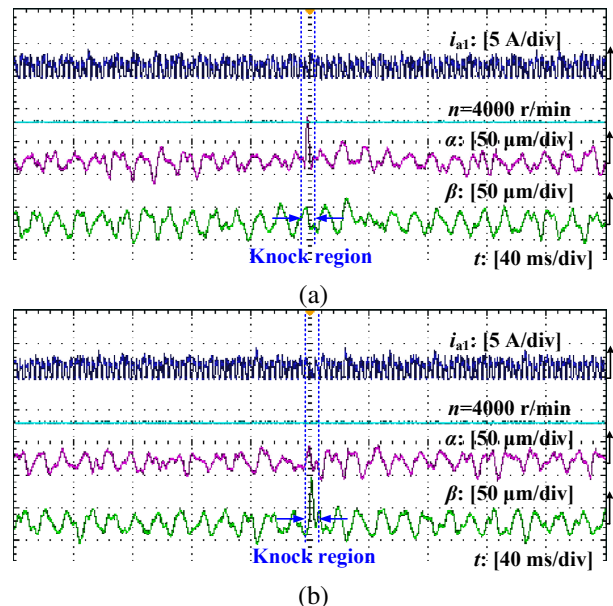 i_a1: [5 A/div]
n=4000 r/min
α: [50 μm/div]
β: [50 μm/div]
Knock region
t: [40 ms/div]
(a)
i_a1: [5 A/div]
n=4000 r/min
α: [50 μm/div]
β: [50 μm/div]
Knock region
t: [40 ms/div]
(b)